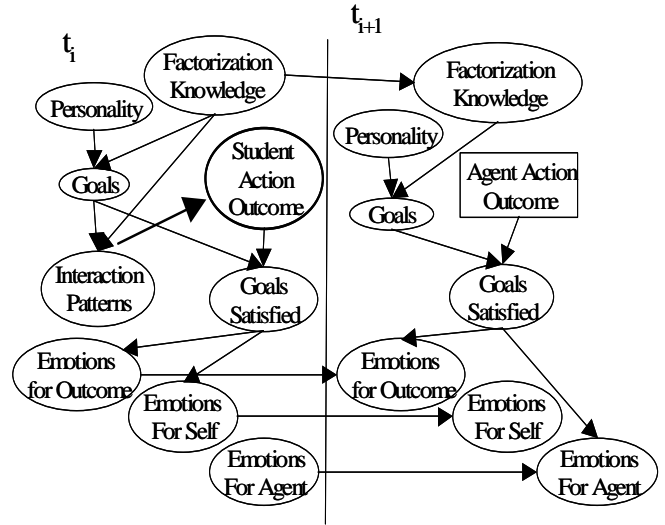 t_i
Factorization
Knowledge
Personality
Goals
Student
Action
Outcome
Interaction
Patterns
Goals
Satisfied
Emotions
for Outcome
Emotions
For Self
Emotions
For Agent
t_{i+1}
Factorization
Knowledge
Personality
Agent Action
Outcome
Goals
Goals
Satisfied
Emotions
for Outcome
Emotions
For Self
Emotions
For Agent